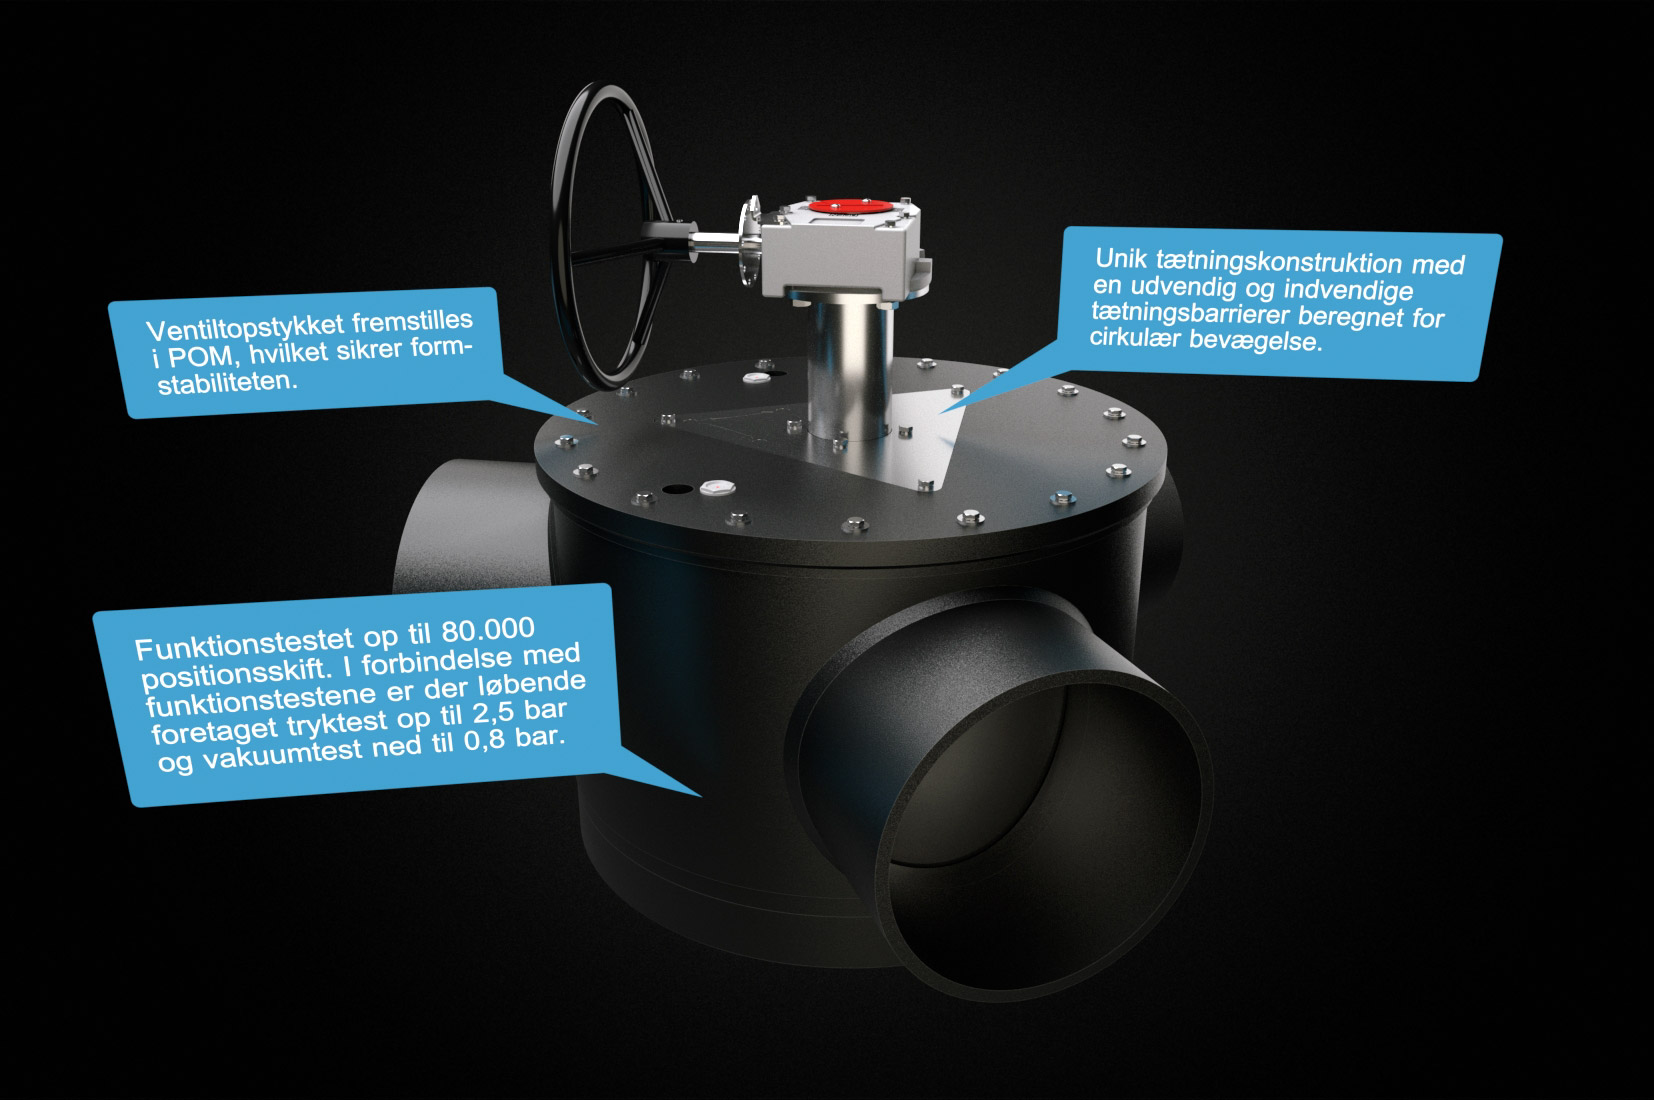 Ventiltopstykket fremstilles
i POM, hvilket sikrer form-
stabiliteten.
Unik tætningskonstruktion med
en udvendig og indvendige
tætningsbarrierer beregnet for
cirkulær bevægelse.
Funktionstestet op til 80.000
positionsskift. I forbindelse med
funktionstestene er der løbende
foretaget tryktest op til 2,5 bar
og vakuumtest ned til 0,8 bar.